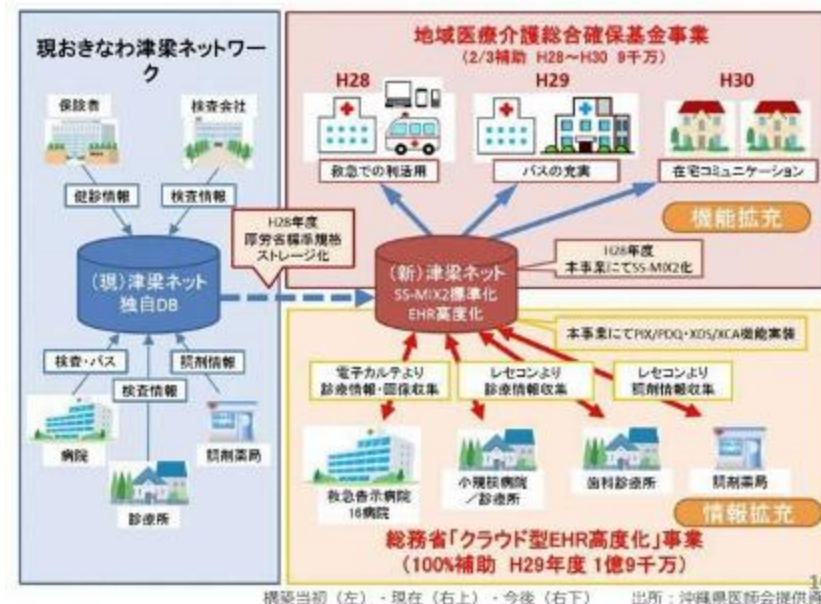 現おきなわ津梁ネットワー
ク
保険者
検査会社
健診情報
検査情報
H28年度
厚労省標準規格
ストレージ化
(現)津梁ネット
独自DB
検査・パス
検査情報
調剤情報
病院
診療所
調剤薬局
地域医療介護総合確保基金事業
(2/3補助 H28～H30 9千万)
H28
H29
H30
救急での利活用
パスの充実
在宅コミュニケーション
機能拡充
(新)津梁ネット
SS-MIX2標準化
EHR高度化
H28年度
本事業にてSS-MIX2化
本事業にてPIX/PDQ・XDS/XCA機能実装
電子カルテより
診療情報・画像収集
レセコンより
診療情報収集
レセコンより
調剤情報収集
救急告示病院
16病院
小規模病院
／診療所
歯科診療所
調剤薬局
情報拡充
総務省「クラウド型EHR高度化」事業
(100%補助 H29年度 1億9千万)
構築当初（左）・現在（右上）・今後（右下） 出所：沖縄県医師会提供資